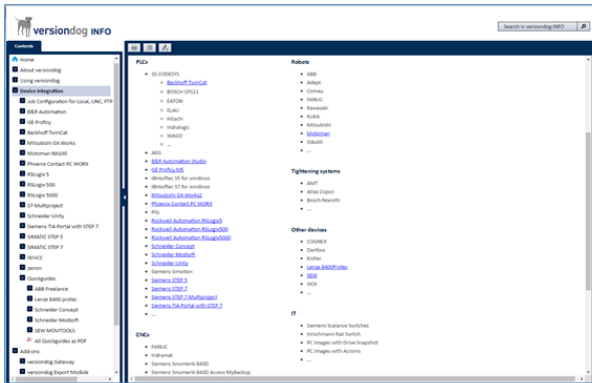 versiondog INFO
Search in versiondog INFO
Contents
Home
About versiondog
Using versiondog
Device Integration
Job Configuration for Local, UNC, FTP
B&R Automation
GE Proficy
Beckhoff TwinCat
Mitsubishi GX Works
Motoman NX100
Phoenix Contact PC WORX
RSLogix 5
RSLogix 500
RSLogix 5000
S7 Multiproject
Schneider Unity
Siemens TIA-Portal with STEP 7
SIMATIC STEP 5
SIMATIC STEP 7
WinCC
zenon
Quickguides
ABB Freelance
Lenze 8400 protec
Schneider Concept
Schneider Modsoft
SEW MOVITOOLS
All Quickguides as PDF
Add-ons
versiondog Gateway
versiondog Export Module
PLCs
3S CODESYS
Beckhoff TwinCat
BOSCH
EATON
ELAU
Hitachi
Indralogic
WAGO
...
AEG
B&R Automation Studio
GE Proficy ME
IBHsoftec S5 for windows
IBHsoftec S7 for windows
Mitsubishi GX-Works2
Phoenix Contact PC WORX
Pilz
Rockwell Automation RSLogix5
Rockwell Automation RSLogix500
Rockwell Automation RSLogix5000
Schneider Concept
Schneider Modsoft
Schneider Unity
Siemens Simotion
Siemens STEP 5
Siemens STEP 7
Siemens STEP 7-Multiproject
Siemens TIA-Portal with STEP 7
...
CNCs
FANUC
Indramat
Siemens Sinumerik 840D
Siemens Sinumerik 840D Access MyBackup
Robots
ABB
Adept
Comau
FANUC
Kawasaki
KUKA
Mitsubishi
Motoman
Staubli
...
Tightening systems
AMT
Atlas Copco
Bosch Rexroth
...
Other devices
COGNEX
Danfoss
Kistler
Lenze 8400Protec
SEW
SICK
...
IT
Siemens Scalance Switches
Hirschmann Rail Switch
PC Images with Drive Snapshot
PC Images with Acronis
...